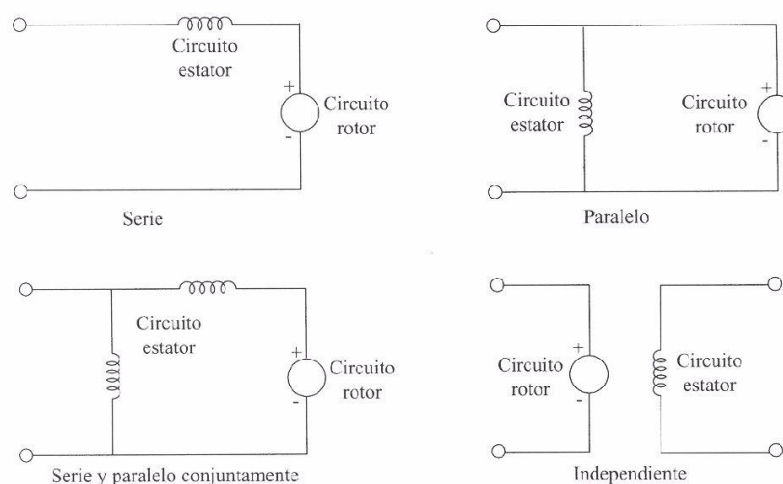 Circuito
estator
+
Circuito
rotor
-
Serie
Circuito
estator
+
Circuito
rotor
-
Paralelo
Circuito
estator
+
Circuito
rotor
-
Serie y paralelo conjuntamente
Circuito
rotor
+
-
Circuito
estator
Independiente